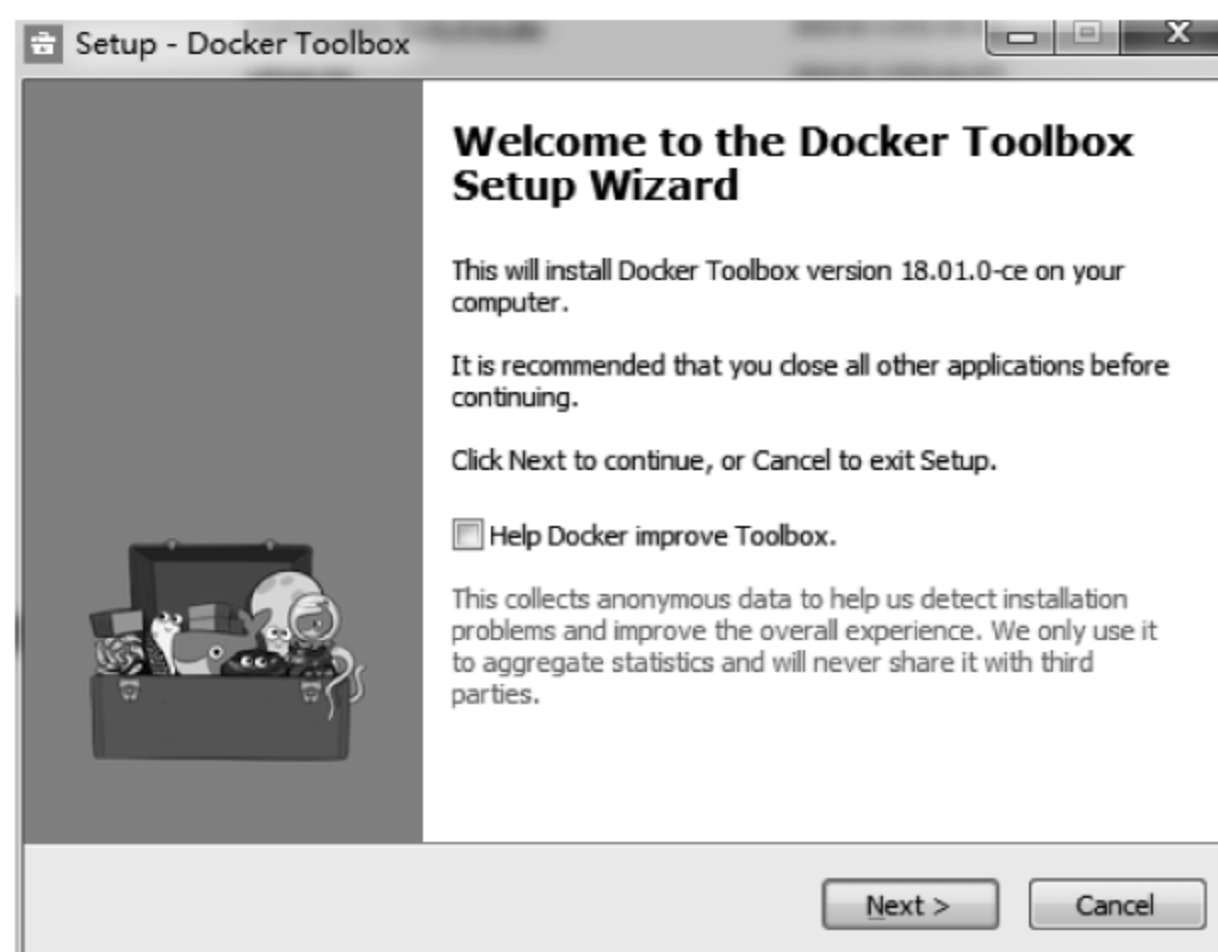 Setup - Docker Toolbox
X
Welcome to the Docker Toolbox
Setup Wizard
This will install Docker Toolbox version 18.01.0-ce on your
computer.
It is recommended that you close all other applications before
continuing.
Click Next to continue, or Cancel to exit Setup.
Help Docker improve Toolbox.
This collects anonymous data to help us detect installation
problems and improve the overall experience. We only use it
to aggregate statistics and will never share it with third
parties.
Next >
Cancel